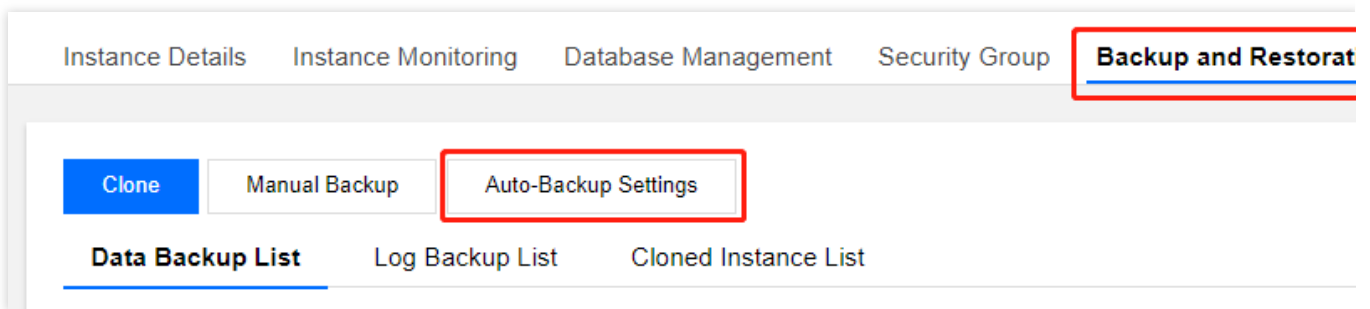 Instance Details Instance Monitoring Database Management Security Group Backup and Restorat
Clone Manual Backup Auto-Backup Settings
Data Backup List Log Backup List Cloned Instance List